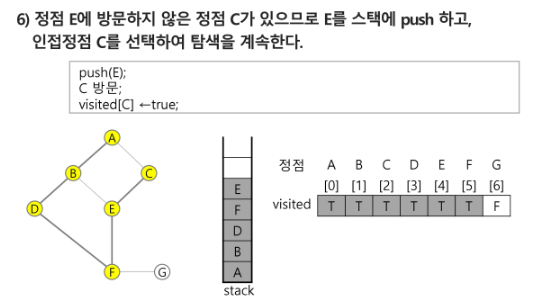 6) 정점 E에 방문하지 않은 정점 C가 있으므로 E를 스택에 push 하고,
인접정점 C를 선택하여 탐색을 계속한다.
push(E);
C 방문;
visited[C] ←true;
A
B
C
D
E
F
G
E
F
D
B
A
stack
정점 A B C D E F G
[0] [1] [2] [3] [4] [5] [6]
visited T T T T T T F